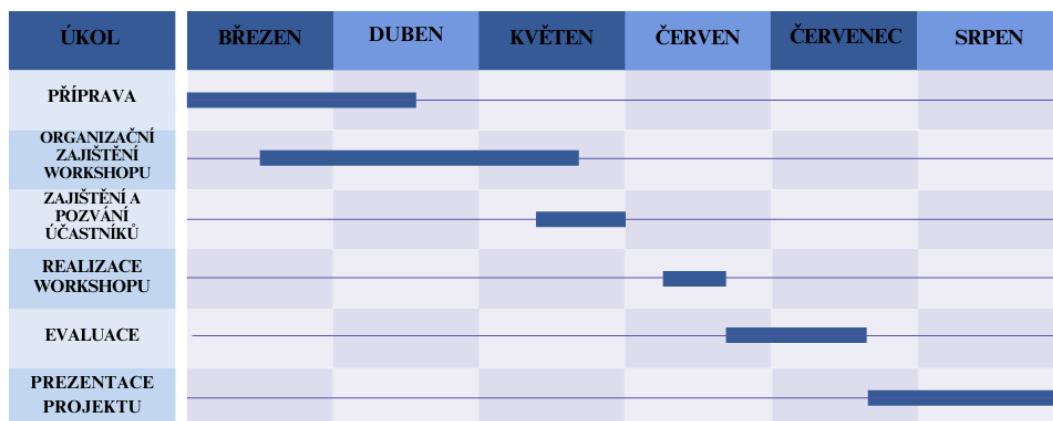 ÚKOL
BŘEZEN
DUBEN
KVĚTEN
ČERVEN
ČERVENEC
SRPEN
PŘÍPRAVA
ORGANIZAČNÍ
ZAJIŠTĚNÍ
WORKSHOPU
ZAJIŠTĚNÍ A
POZVÁNÍ
ÚČASTNÍKŮ
REALIZACE
WORKSHOPU
EVALUACE
PREZENTACE
PROJEKTU